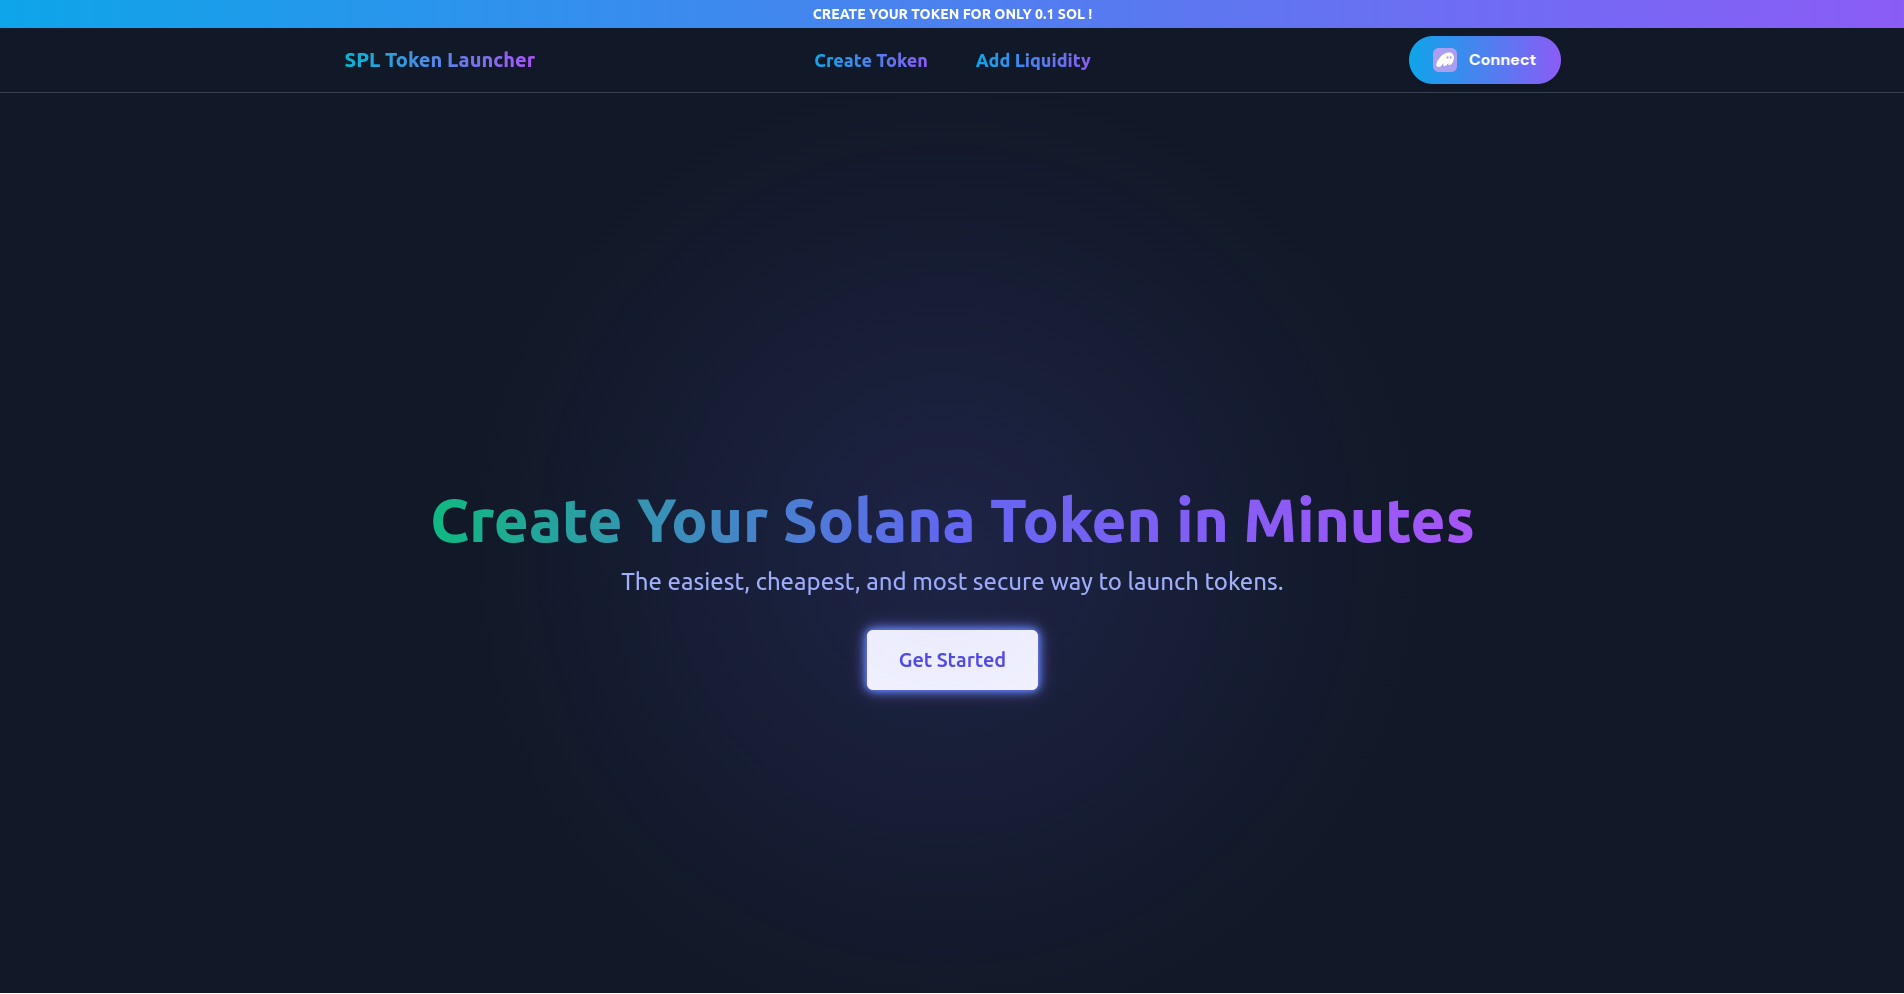 CREATE YOUR TOKEN FOR ONLY 0.1 SOL !
SPL Token Launcher
Create Token
Add Liquidity
Connect
Create Your Solana Token in Minutes
The easiest, cheapest, and most secure way to launch tokens.
Get Started